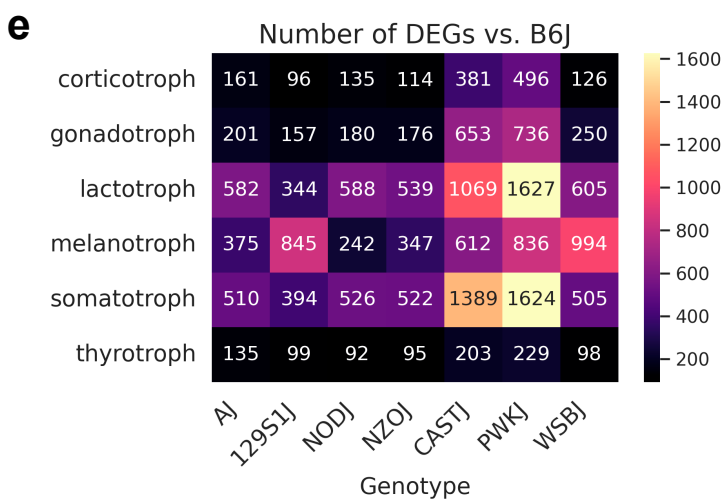 e
Number of DEGs vs. B6J
corticotroph 161 96 135 114 381 496 126
gonadotroph 201 157 180 176 653 736 250
lactotroph 582 344 588 539 1069 1627 605
melanotroph 375 845 242 347 612 836 994
somatotroph 510 394 526 522 1389 1624 505
thyrotroph 135 99 92 95 203 229 98
AJ 129S1J NODJ NZOJ CASTJ PWKJ WSBJ
Genotype
1600
1400
1200
1000
800
600
400
200